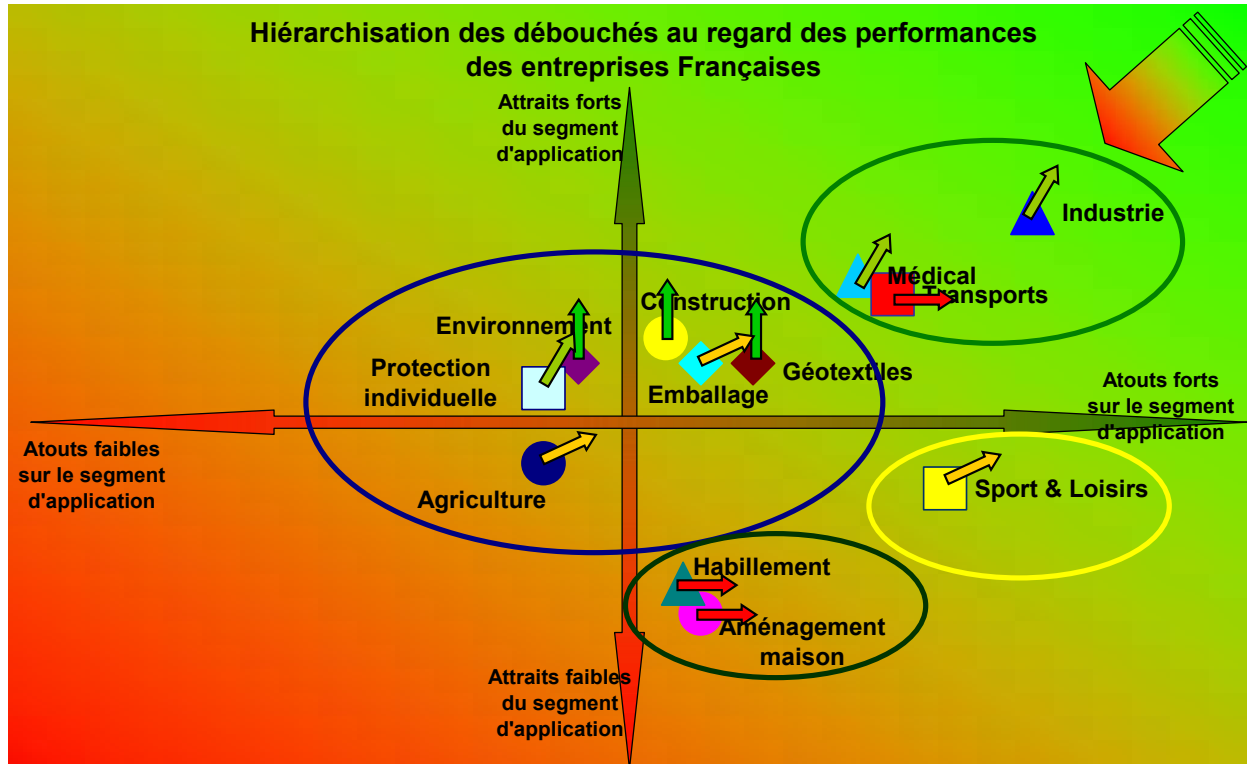 Hiérarchisation des débouchés au regard des performances
des entreprises Françaises
Attraits forts
du segment
d'application
Industrie
Médical
Transports
Construction
Environnement
Protection
individuelle
Géotextiles
Emballage
Atouts forts
sur le segment
d'application
Atouts faibles
sur le segment
d'application
Agriculture
Sport & Loisirs
Habillement
Aménagement
maison
Attraits faibles
du segment
d'application